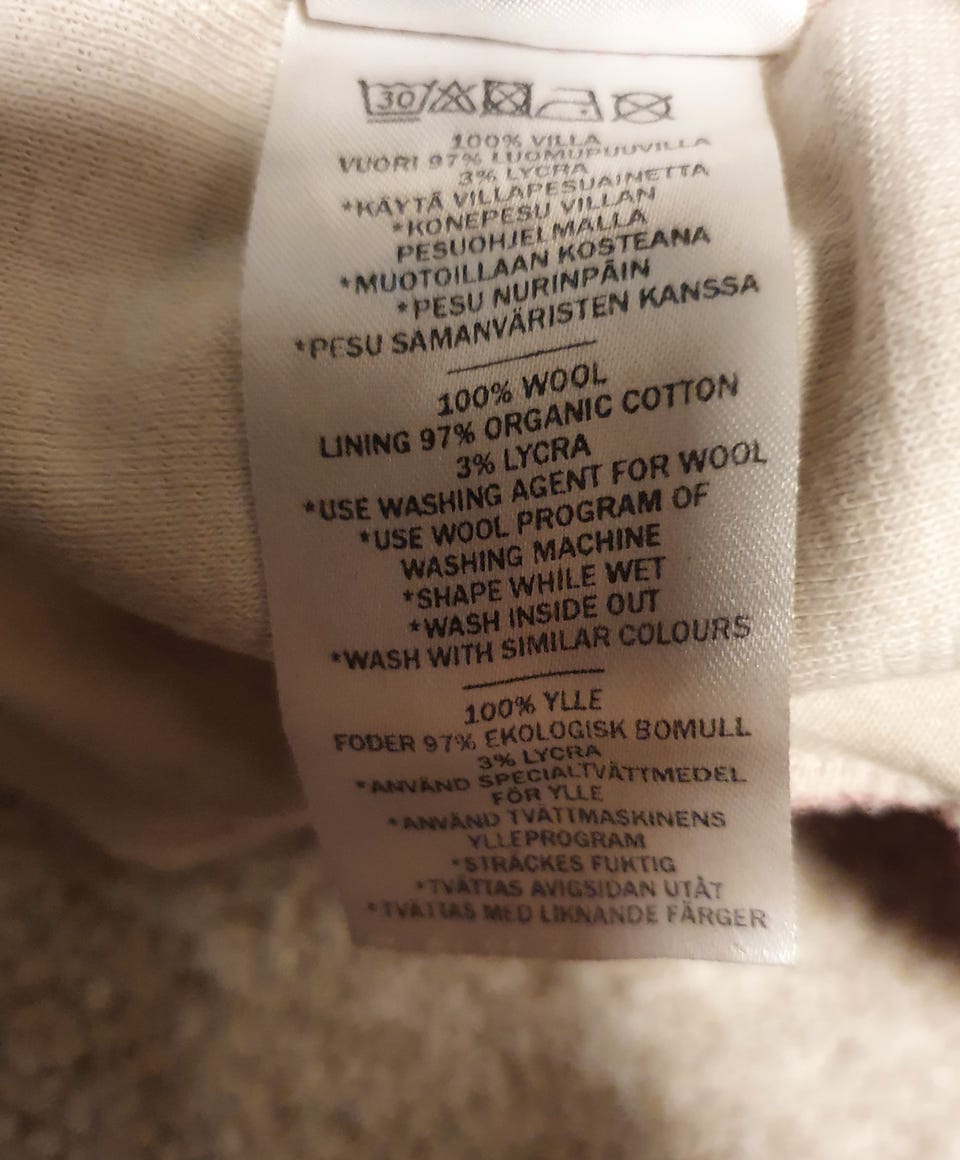 30
100% VILLA
VUORI 97% LUOMUPUUVILLA
3% LYCRA
*KÄYTÄ VILLAPESUAINETTA
*KONEPESU VILLAN
PESUOHJELMALLA
*MUOTOILLAAN KOSTEANA
*PESU NURINPÄIN
*PESU SAMANVÄRISTEN KANSSA
100% WOOL
LINING 97% ORGANIC COTTON
3% LYCRA
*USE WASHING AGENT FOR WOOL
*USE WOOL PROGRAM OF
WASHING MACHINE
*SHAPE WHILE WET
*WASH INSIDE OUT
*WASH WITH SIMILAR COLOURS
100% YLLE
FODER 97% EKOLOGISK BOMULL
3% LYCRA
*ANVÄND SPECIALTVÄTTMEDEL
FÖR YLLE
*ANVÄND TVÄTTMASKINENS
YLLEPROGRAM
*STRÄCKES FUKTIG
*TVÄTTAS AVIGSIDAN UTÅT
*TVÄTTAS MED LIKNANDE FÄRGER